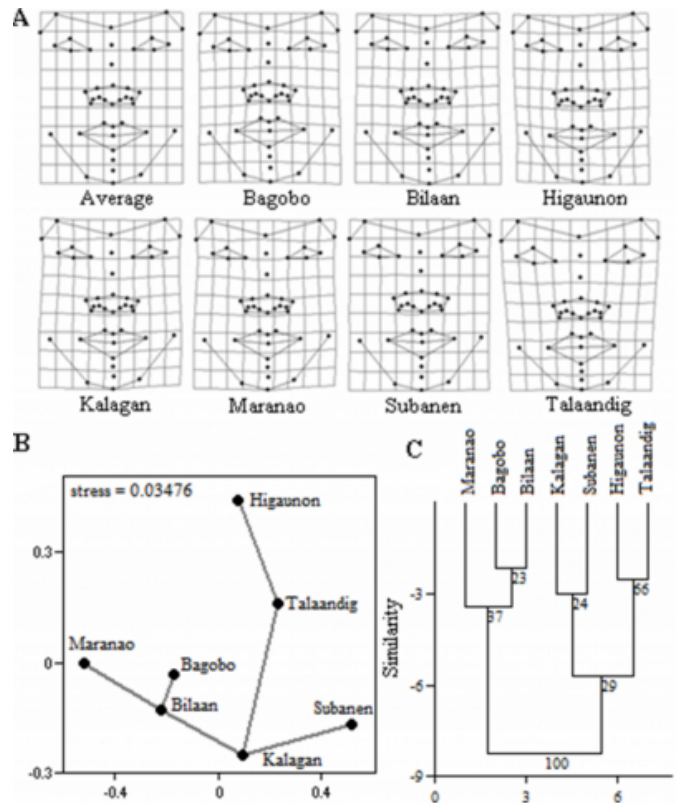 A
Average
Bagobo
Bilaan
Higaunon
Kalagan
Maranao
Subanen
Talaandig
B
stress = 0.03476
0.3
0
-0.3
0
0.4
Higaunon
Talaandig
Maranao
Bagobo
Bilaan
Subanen
Kalagan
C
Maranao
Bagobo
Bilaan
Kalagan
Subanen
Higaunon
Talaandig
Similarity
-3
-6
-9
23
37
24
66
29
100
0
3
6